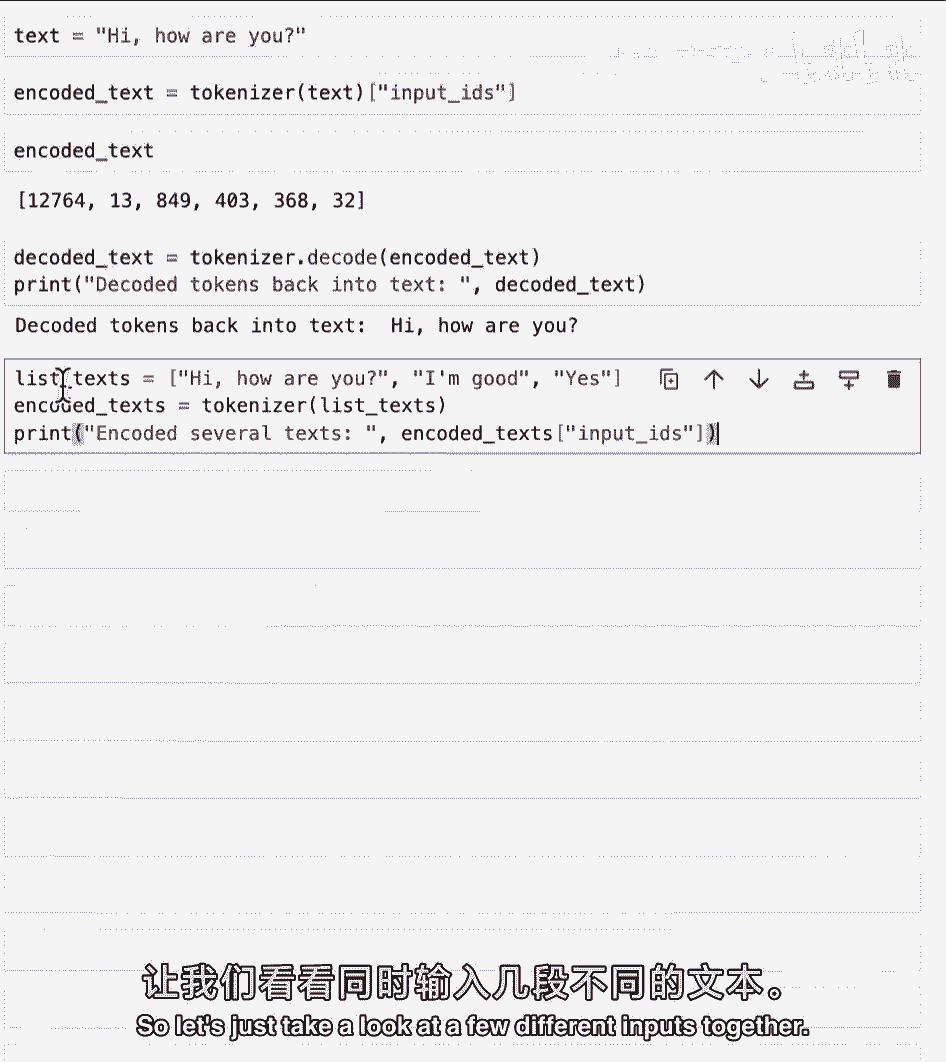 text = "Hi, how are you?"
encoded_text = tokenizer(text)["input_ids"]
encoded_text
[12764, 13, 849, 403, 368, 32]
decoded_text = tokenizer.decode(encoded_text)
print("Decoded tokens back into text: ", decoded_text)
Decoded tokens back into text:  Hi, how are you?
list_texts = ["Hi, how are you?", "I'm good", "Yes"]
encoded_texts = tokenizer(list_texts)
print("Encoded several texts: ", encoded_texts["input_ids"])
让我们看看同时输入几段不同的文本。
So let's just take a look at a few different inputs together.